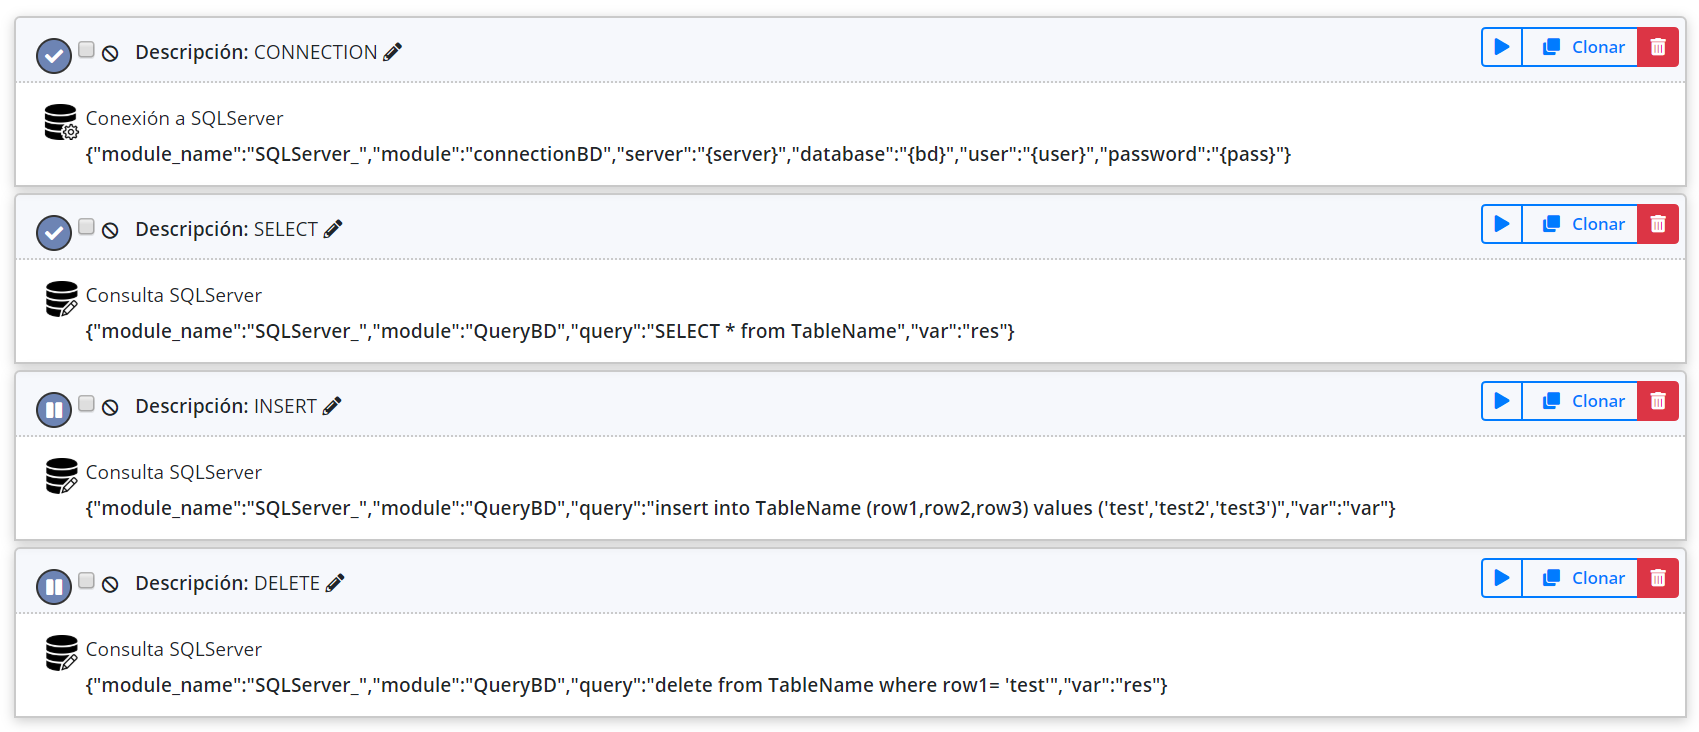 Descripción: CONNECTION
Clonar
Conexión a SQLServer
{"module_name":"SQLServer_","module":"connectionBD","server":"{server}","database":"{bd}","user":"{user}","password":"{pass}"}
Descripción: SELECT
Clonar
Consulta SQLServer
{"module_name":"SQLServer_","module":"QueryBD","query":"SELECT * from TableName","var":"res"}
Descripción: INSERT
Clonar
Consulta SQLServer
{"module_name":"SQLServer_","module":"QueryBD","query":"insert into TableName (row1,row2,row3) values ('test','test2','test3')","var":"var"}
Descripción: DELETE
Clonar
Consulta SQLServer
{"module_name":"SQLServer_","module":"QueryBD","query":"delete from TableName where row1= 'test'","var":"res"}